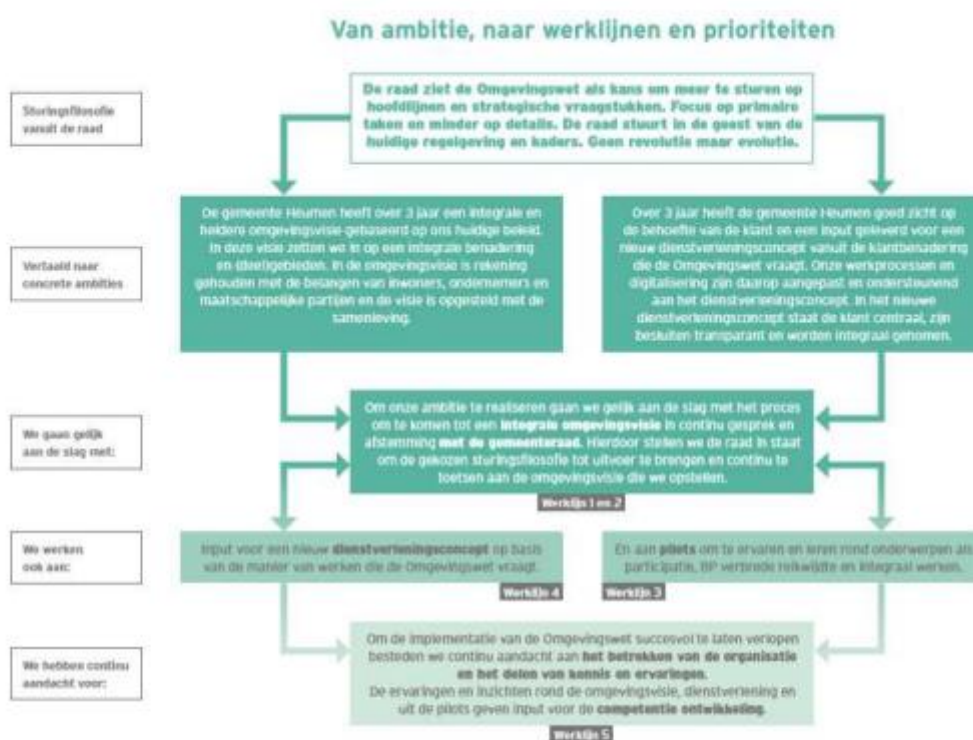 Van ambitie, naar werklijnen en prioriteiten
Sturingsfilosofie
vanuit de raad
De raad ziet de Omgevingswet als kans om meer te sturen op
hoofdlijnen en strategische vraagstukken. Focus op primaire
taken en minder op details. De raad stuurt in de geest van de
huidige regelgeving en kaders. Geen revolutie maar evolutie.
Vertaald naar
concrete ambities
De gemeente Heumen heeft over 3 jaar een integrale en
heldere omgevingsvisie gebaseerd op ons huidige beleid.
In deze visie zetten we in op een integrale benadering
en (deel)gebieden. In de omgevingsvisie is rekening
gehouden met de belangen van inwoners, ondernemers en
maatschappelijke partijen en de visie is opgesteld met de
samenleving.
Over 3 jaar heeft de gemeente Heumen goed zicht op
de behoefte van de klant en een input geleverd voor een
nieuw dienstverleningsconcept vanuit de klantbenadering
die de Omgevingswet vraagt. Onze werkprocessen en
digitalisering zijn daarop aangepast en ondersteunend
aan het dienstverleningsconcept. In het nieuwe
dienstverleningsconcept staat de klant centraal, zijn
besluiten transparant en worden integraal genomen.
We gaan gelijk
aan de slag met:
Om onze ambitie te realiseren gaan we gelijk aan de slag met het proces
om te komen tot een integrale omgevingsvisie in continu gesprek en
afstemming met de gemeenteraad. Hierdoor stellen we de raad in staat
om de gekozen sturingsfilosofie tot uitvoer te brengen en continu te
toetsen aan de omgevingsvisie die we opstellen.
Werklijn 1 en 2
We werken
ook aan:
Input voor een nieuw dienstverleningsconcept op basis
van de manier van werken die de Omgevingswet vraagt.
Werklijn 4
En aan pilots om te ervaren en leren rond onderwerpen als
participatie, BP verbrede reikwijdte en integraal werken.
Werklijn 3
We hebben continu
aandacht voor:
Om de implementatie van de Omgevingswet succesvol te laten verlopen
besteden we continu aandacht aan het betrekken van de organisatie
en het delen van kennis en ervaringen.
De ervaringen en inzichten rond de omgevingsvisie, dienstverlening en
uit de pilots geven input voor de competentie ontwikkeling.
Werklijn 5